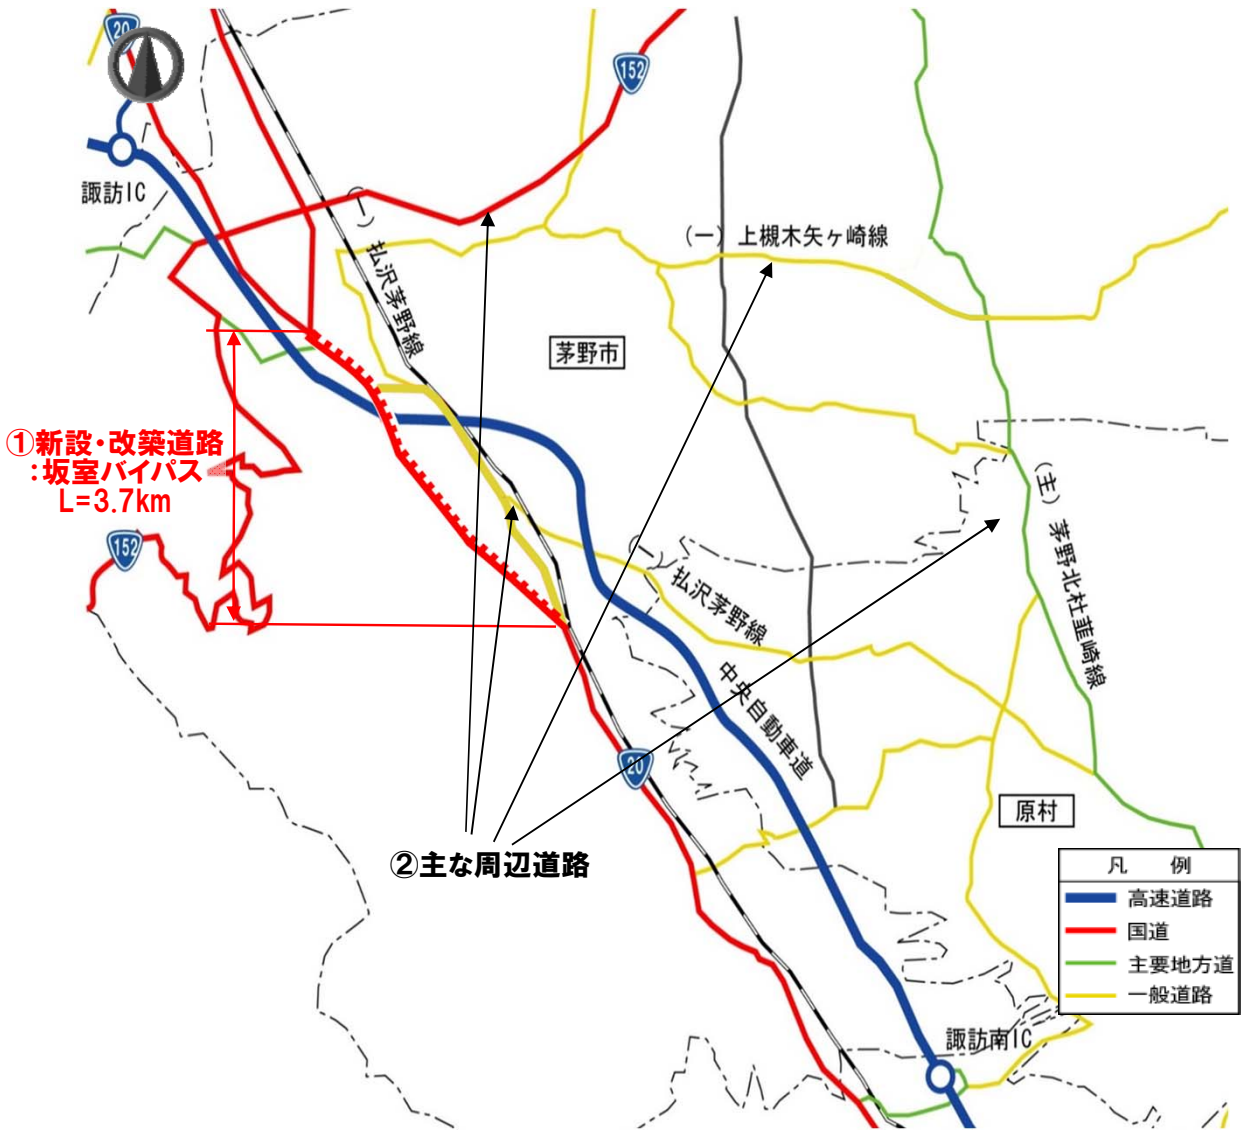 20
152
諏訪IC
(一) 払沢茅野線
(一) 上槻木矢ヶ崎線
茅野市
①新設・改築道路
:坂室バイパス
L=3.7km
152
(主) 茅野北杜韮崎線
(一) 払沢茅野線
中央自動車道
20
原村
②主な周辺道路
凡 例
高速道路
国道
主要地方道
一般道路
諏訪南IC